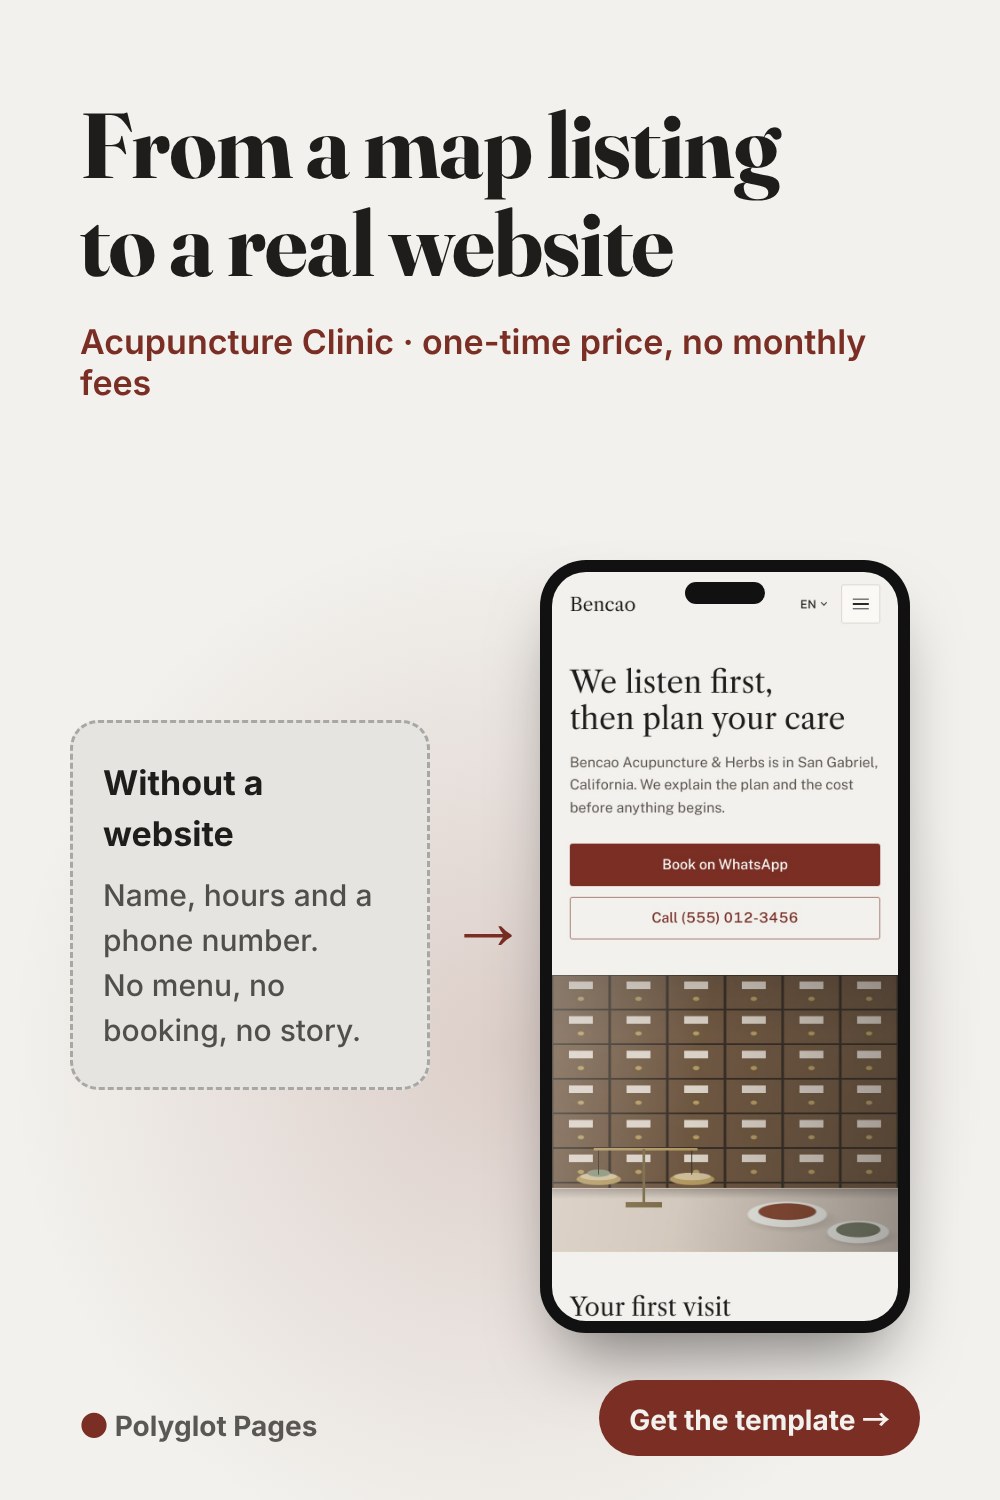 From a map listing
to a real website
Acupuncture Clinic · one-time price, no monthly
fees
Without a
website
Name, hours and a
phone number.
No menu, no
booking, no story.
→
Bencao
EN
We listen first,
then plan your care
Bencao Acupuncture & Herbs is in San Gabriel,
California. We explain the plan and the cost
before anything begins.
Book on WhatsApp
Call (555) 012-3456
Your first visit
Polyglot Pages
Get the template →